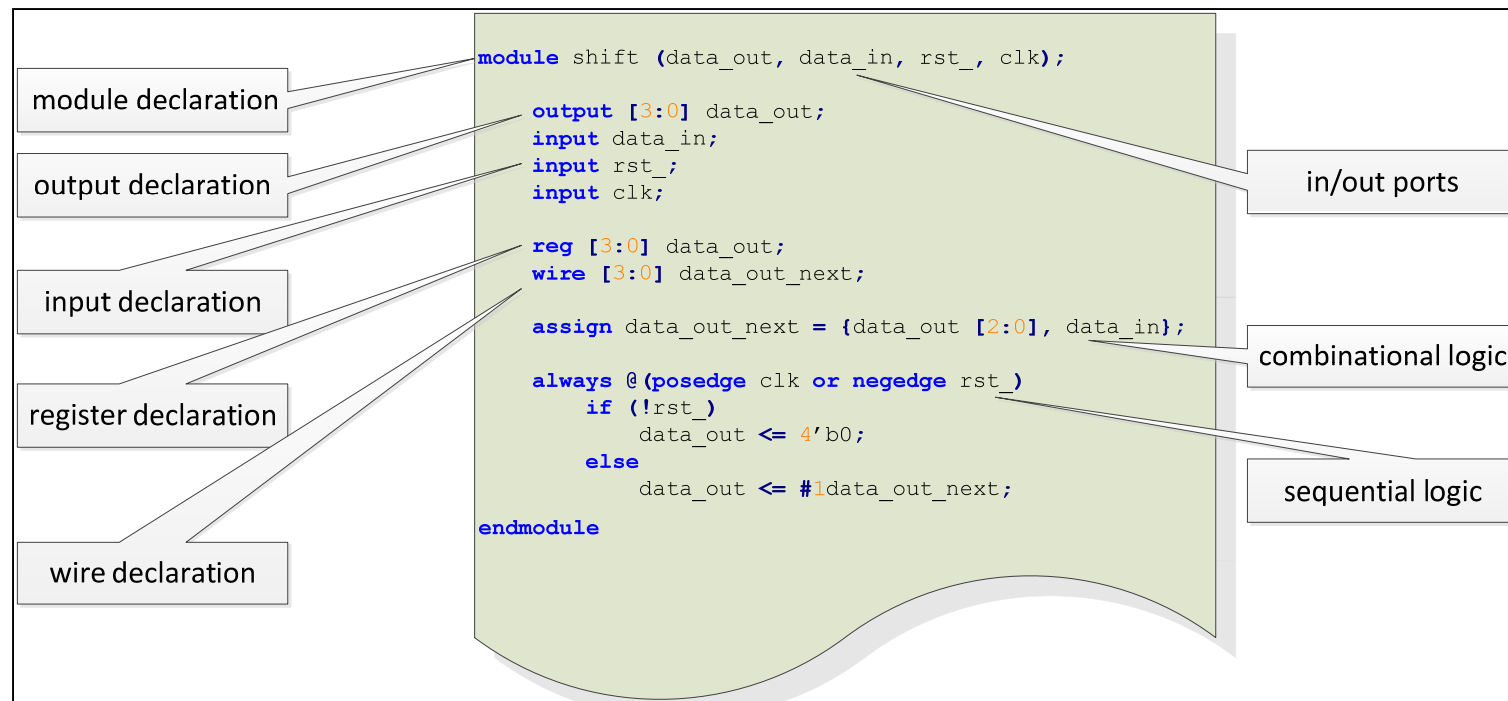 module shift (data_out, data_in, rst_, clk);
output [3:0] data_out;
input data_in;
input rst_;
input clk;
reg [3:0] data_out;
wire [3:0] data_out_next;
assign data_out_next = {data_out [2:0], data_in};
always @(posedge clk or negedge rst_)
if (!rst_)
data_out <= 4’b0;
else
data_out <= #1data_out_next;
endmodule
module declaration
output declaration
input declaration
register declaration
wire declaration
in/out ports
combinational logic
sequential logic